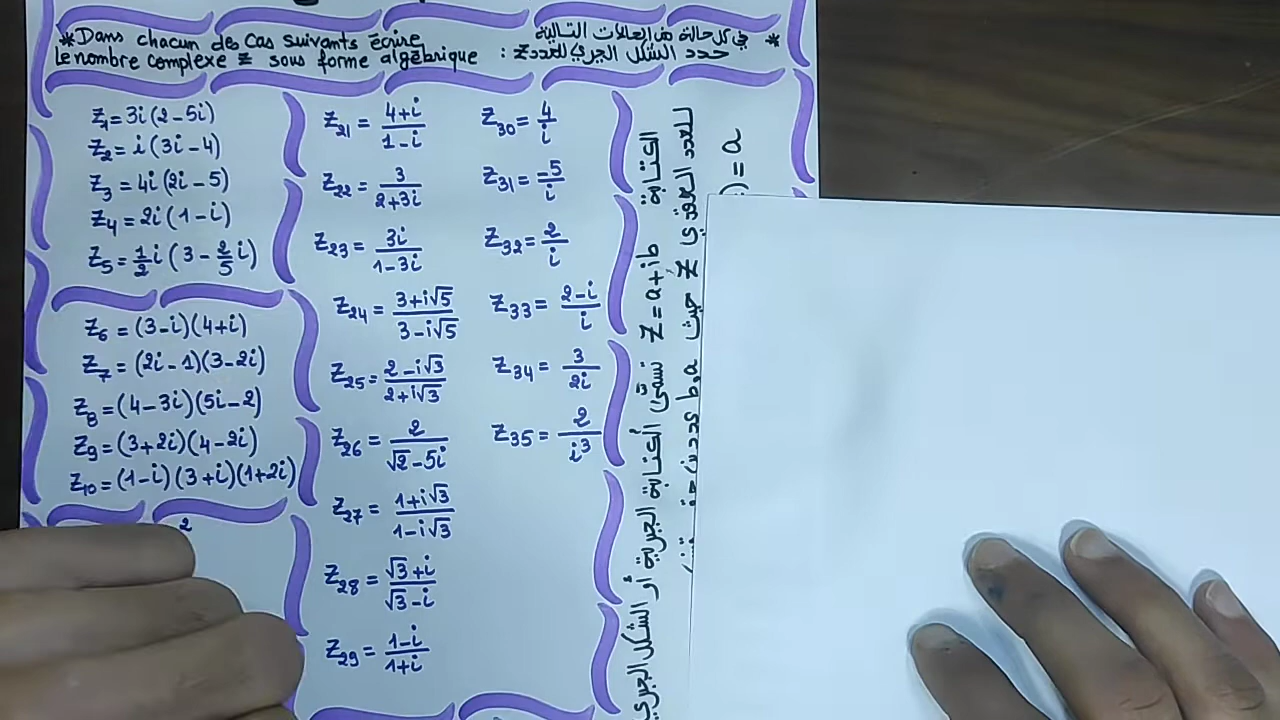 *Dans chacun des cas suivants écrire
le nombre complexe z sous forme algébrique :
* في كل حالة من الحالات التالية
حدد الشكل الجبري للعدد z :
z₁ = 3i(2-5i)
z₂ = i(3i-4)
z₃ = 4i(2i-5)
z₄ = 2i(1-i)
z₅ = 1/2 i (3 - 2/5 i)
z₆ = (3-i)(4+i)
z₇ = (2i-1)(3-2i)
z₈ = (4-3i)(5i-2)
z₉ = (3+2i)(4-2i)
z₁₀ = (1-i)(3+i)(1+2i)
2
z₂₁ = (4+i)/(1-i)
z₂₂ = 3/(2+3i)
z₂₃ = 3i/(1-3i)
z₂₄ = (3+i√5)/(3-i√5)
z₂₅ = (2-i√3)/(2+i√3)
z₂₆ = 2/(√2-5i)
z₂₇ = (1+i√3)/(1-i√3)
z₂₈ = (√3+i)/(√3-i)
z₂₉ = (1-i)/(1+i)
z₃₀ = 4/i
z₃₁ = -5/i
z₃₂ = 2/i
z₃₃ = (2-i)/i
z₃₄ = 3/2i
z₃₅ = 2/i³
الكتابة z=a+ib تسمى الكتابة الجبرية أو الشكل الجبري
للعدد العقدي z حيث a و b عددين
) = a